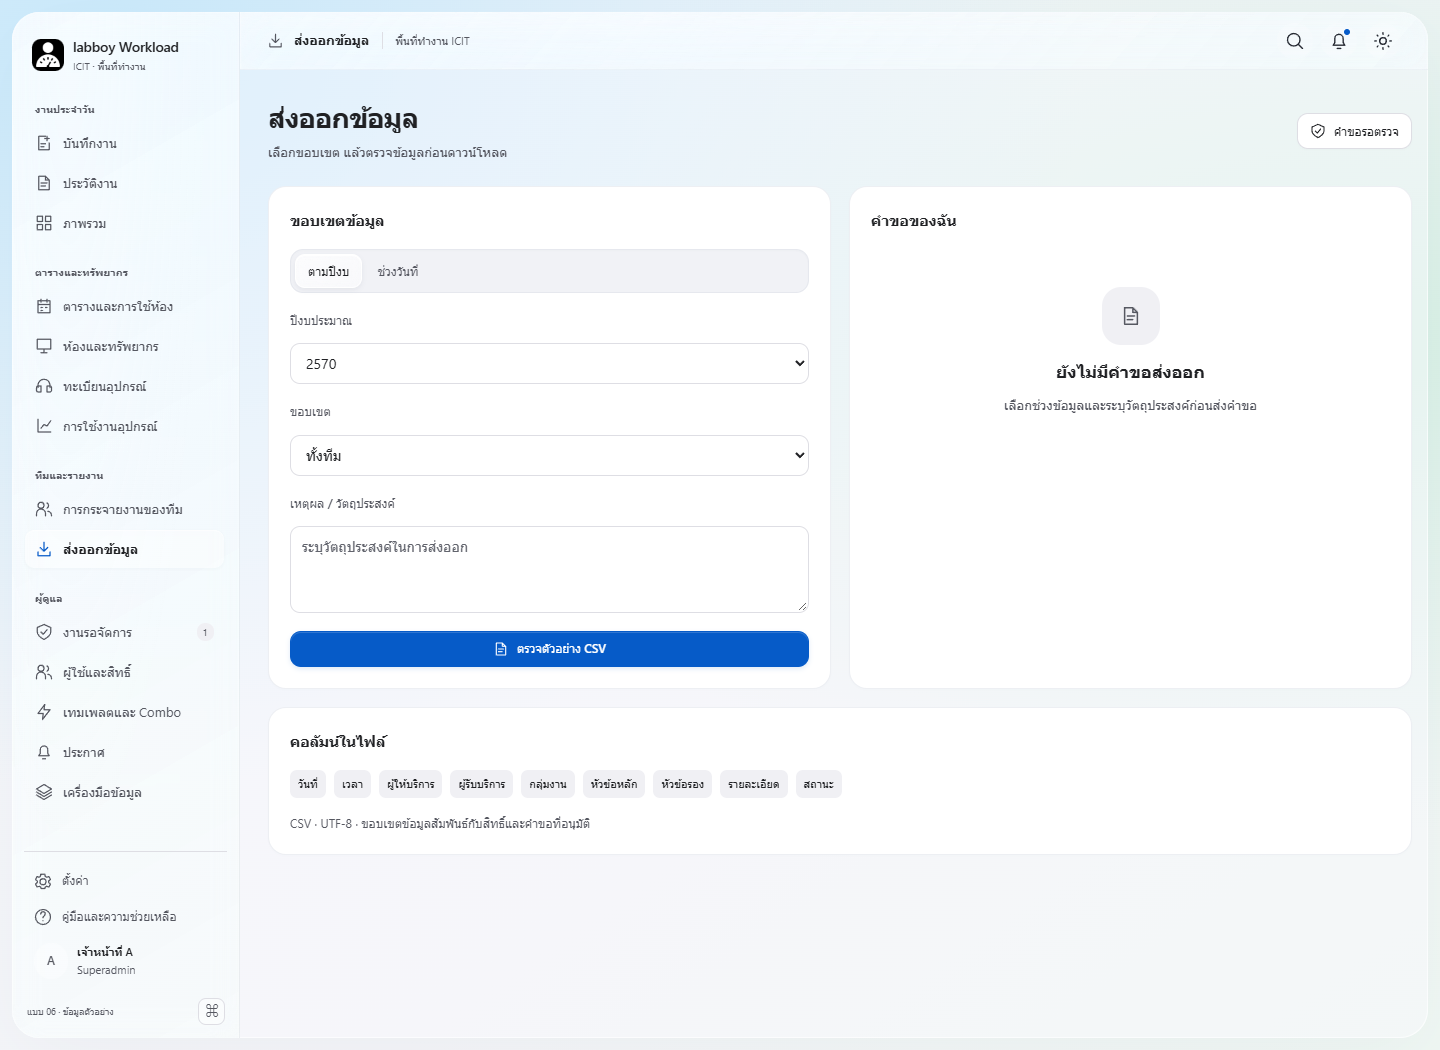 labboy Workload
ICIT · พื้นที่ทำงาน
งานประจำวัน
บันทึกงาน
ประวัติงาน
ภาพรวม
ตารางและทรัพยากร
ตารางและการใช้ห้อง
ห้องและทรัพยากร
ทะเบียนอุปกรณ์
การใช้งานอุปกรณ์
ทีมและรายงาน
การกระจายงานของทีม
ส่งออกข้อมูล
ผู้ดูแล
งานรอจัดการ 1
ผู้ใช้และสิทธิ์
เทมเพลตและ Combo
ประกาศ
เครื่องมือข้อมูล
ตั้งค่า
คู่มือและความช่วยเหลือ
A
เจ้าหน้าที่ A
Superadmin
แบบ 06 · ข้อมูลตัวอย่าง
ส่งออกข้อมูล พื้นที่ทำงาน ICIT
ส่งออกข้อมูล
เลือกขอบเขต แล้วตรวจข้อมูลก่อนดาวน์โหลด
คำขอรอตรวจ
ขอบเขตข้อมูล
ตามปีงบ ช่วงวันที่
ปีงบประมาณ
2570
ขอบเขต
ทั้งทีม
เหตุผล / วัตถุประสงค์
ระบุวัตถุประสงค์ในการส่งออก
ตรวจตัวอย่าง CSV
คำขอของฉัน
ยังไม่มีคำขอส่งออก
เลือกช่วงข้อมูลและระบุวัตถุประสงค์ก่อนส่งคำขอ
คอลัมน์ในไฟล์
วันที่ เวลา ผู้ให้บริการ ผู้รับบริการ กลุ่มงาน หัวข้อหลัก หัวข้อรอง รายละเอียด สถานะ
CSV · UTF-8 · ขอบเขตข้อมูลสัมพันธ์กับสิทธิ์และคำขอที่อนุมัติ